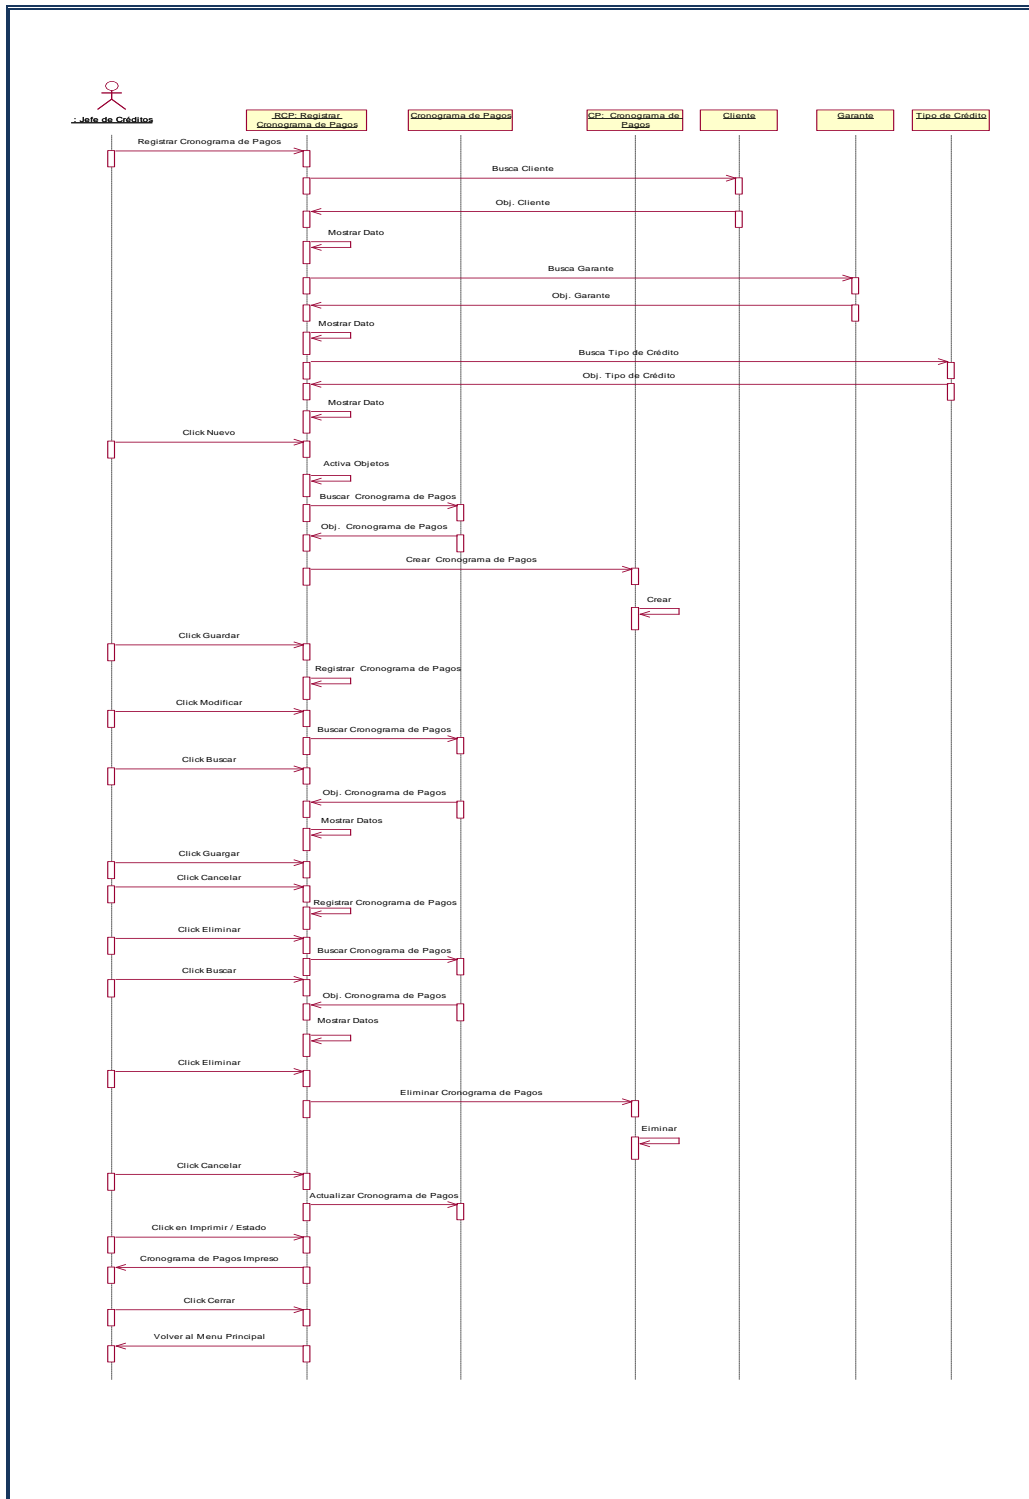 : Jefe de Créditos
RCP: Registrar
Cronograma de Pagos
Cronograma de Pagos
CP: Cronograma de
Pagos
Cliente
Garante
Tipo de Crédito
Registrar Cronograma de Pagos
Busca Cliente
Obj. Cliente
Mostrar Dato
Busca Garante
Obj. Garante
Mostrar Dato
Busca Tipo de Crédito
Obj. Tipo de Crédito
Mostrar Dato
Click Nuevo
Activa Objetos
Buscar Cronograma de Pagos
Obj. Cronograma de Pagos
Crear Cronograma de Pagos
Crear
Click Guardar
Registrar Cronograma de Pagos
Click Modificar
Buscar Cronograma de Pagos
Click Buscar
Obj. Cronograma de Pagos
Mostrar Datos
Click Guargar
Click Cancelar
Registrar Cronograma de Pagos
Click Eliminar
Buscar Cronograma de Pagos
Click Buscar
Obj. Cronograma de Pagos
Mostrar Datos
Click Eliminar
Eliminar Cronograma de Pagos
Eiminar
Click Cancelar
Actualizar Cronograma de Pagos
Click en Imprimir / Estado
Cronograma de Pagos Impreso
Click Cerrar
Volver al Menu Principal